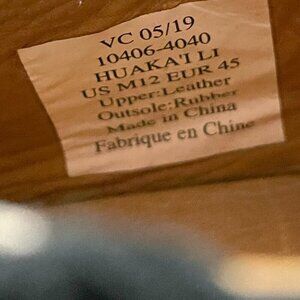 VC 05/19
10406-4040
HUAKA'I LI
US M12 EUR 45
Upper:Leather
Outsole:Rubber
Made in China
Fabrique en Chine